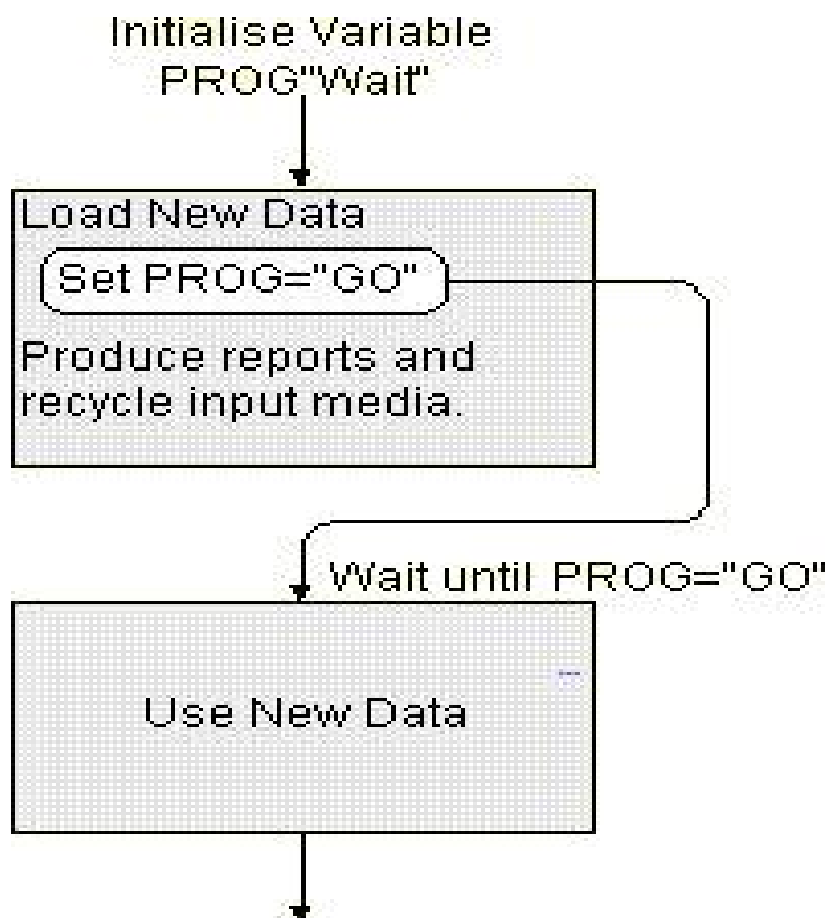 Initialise Variable
PROG"Wait"
Load New Data
Set PROG="GO"
Produce reports and
recycle input media.
Wait until PROG="GO"
Use New Data